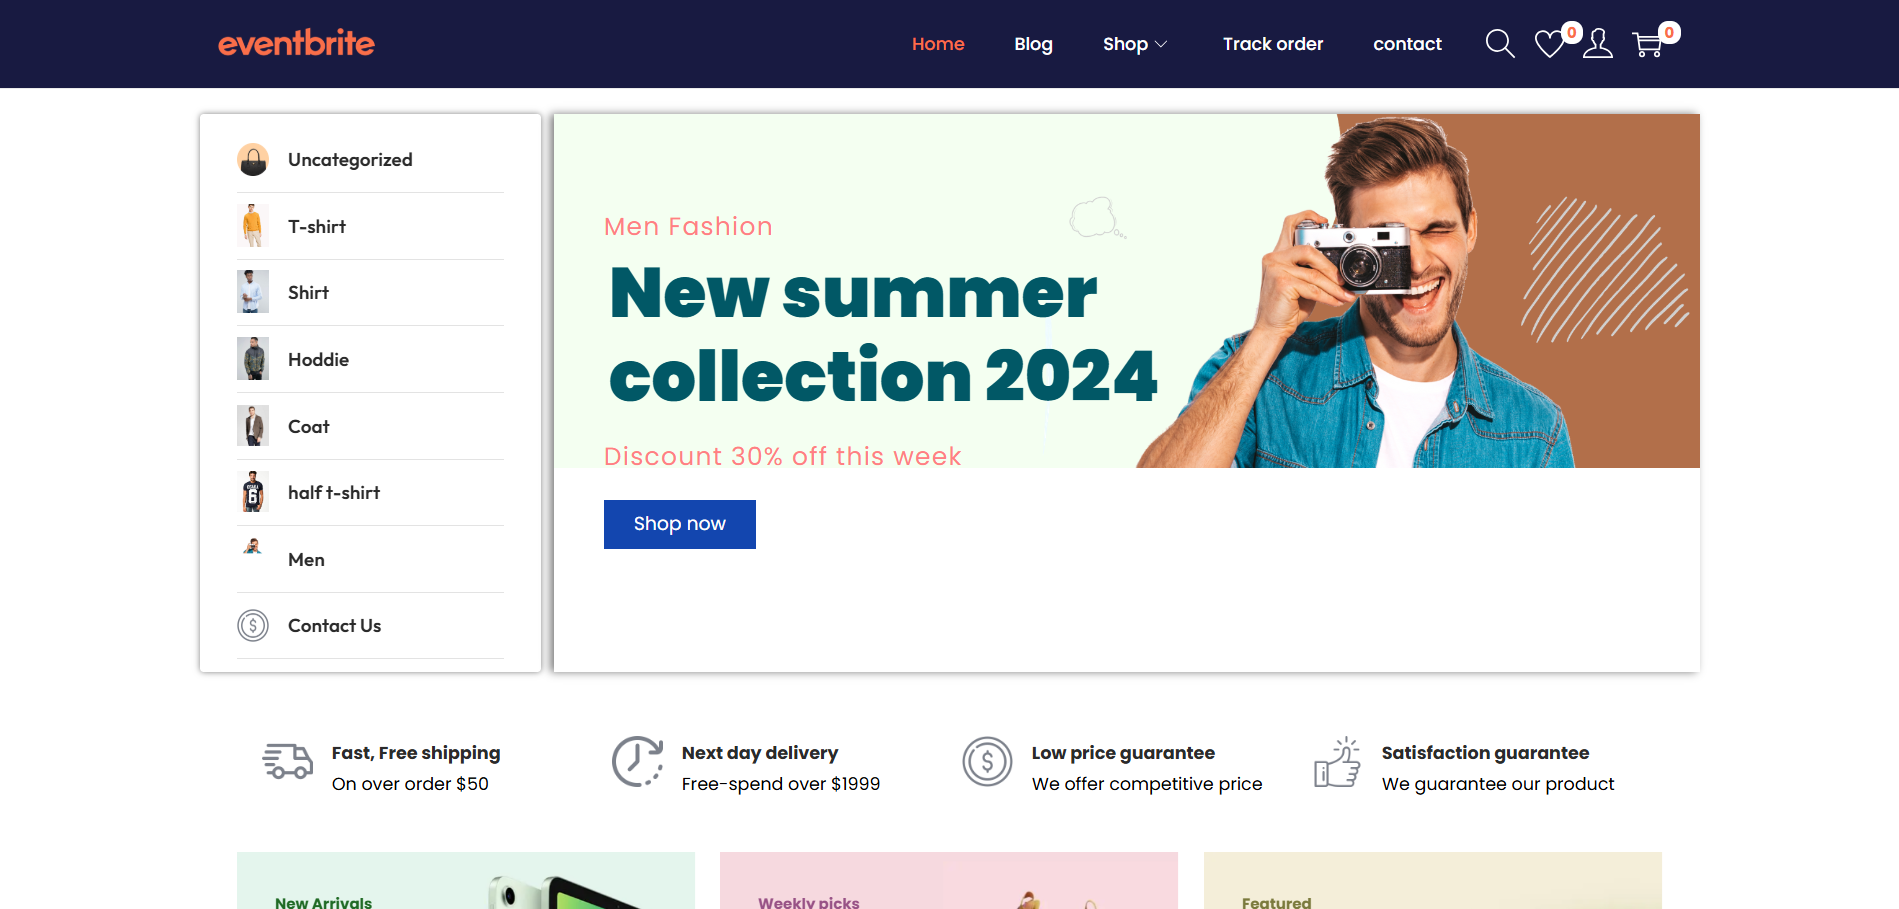 eventbrite
Home
Blog
Shop
Track order
contact
0
0
Uncategorized
T-shirt
Shirt
Hoddie
Coat
half t-shirt
6
Men
Contact Us
Men Fashion
New summer
collection 2024
Discount 30% off this week
Shop now
Fast, Free shipping
On over order $50
Next day delivery
Free-spend over $1999
Low price guarantee
We offer competitive price
Satisfaction guarantee
We guarantee our product
New Arrivals
Weekly picks
Featured